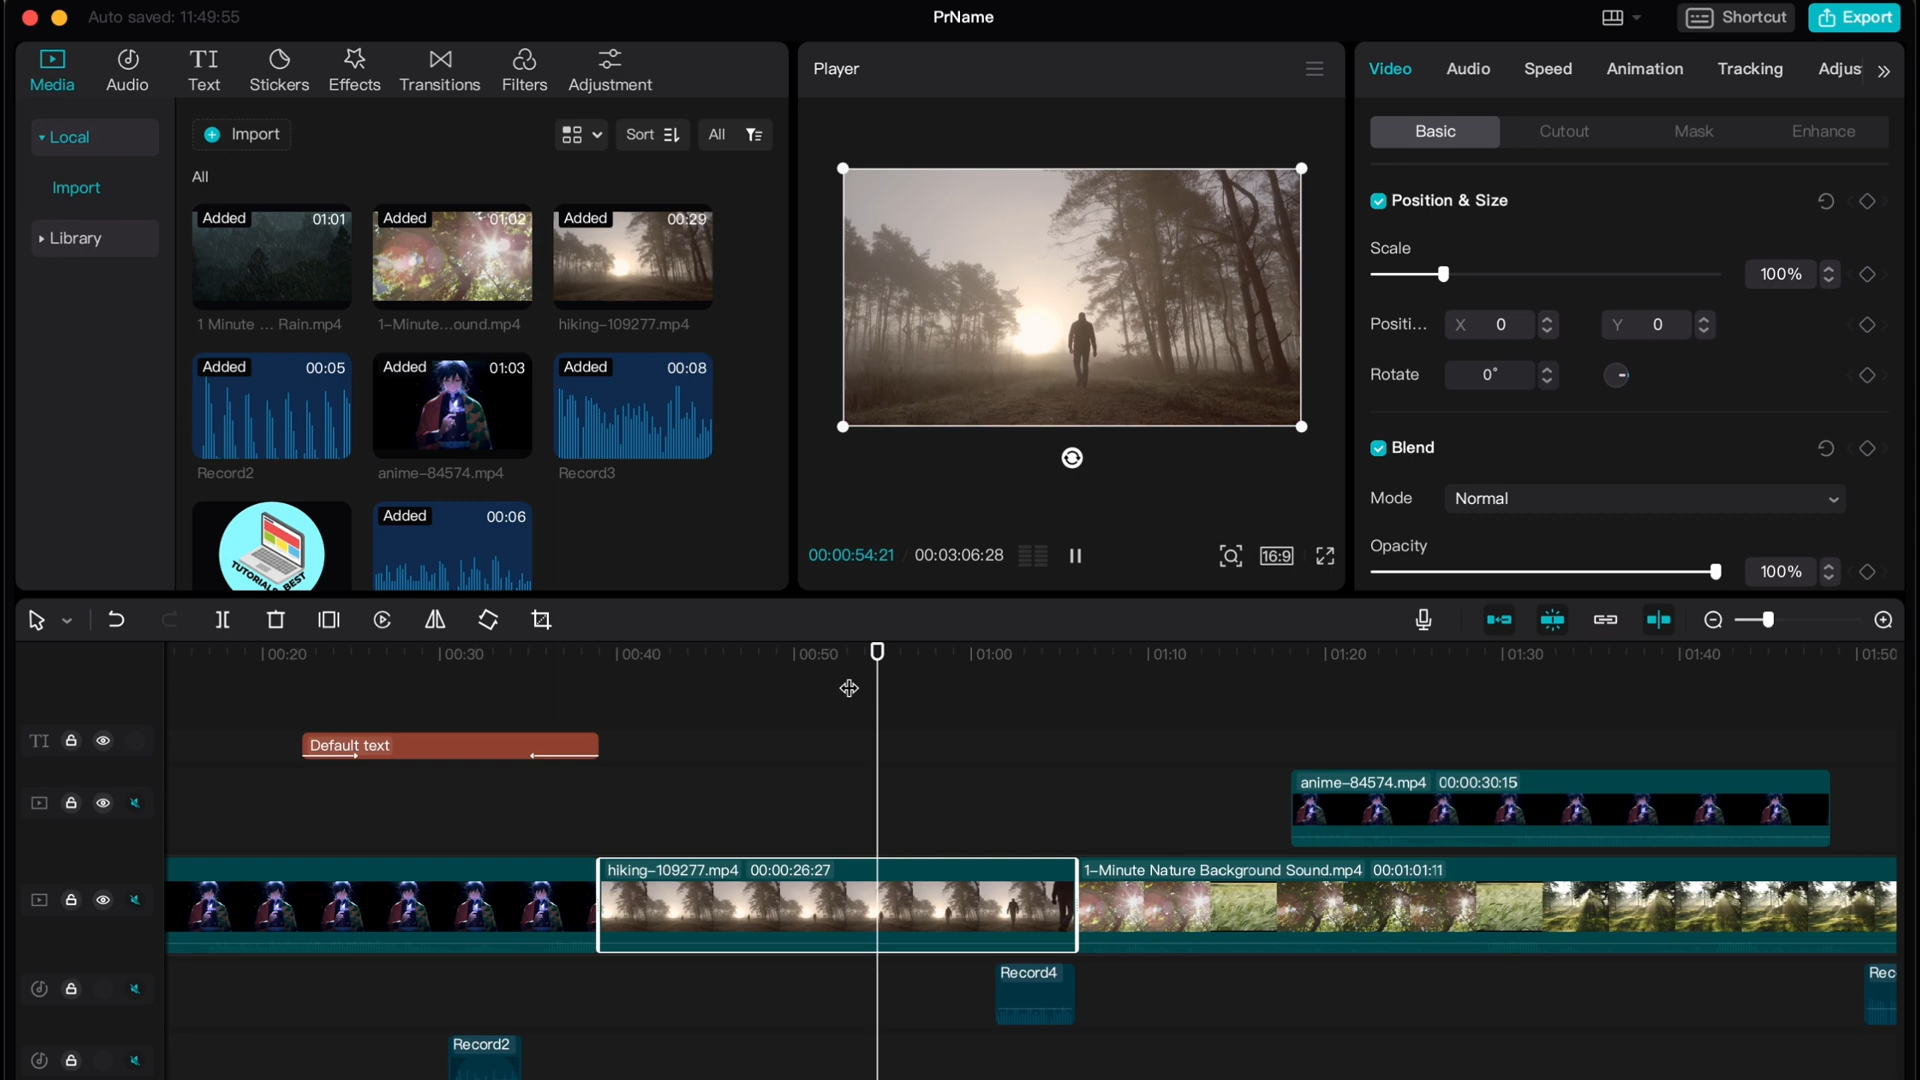 Auto saved: 11:49:55
PrName
Shortcut
Export
Media
Audio
TI
Text
Stickers
Effects
Transitions
Filters
Adjustment
Local
Import
Library
Import
Sort
All
All
Added 01:01
1 Minute ... Rain.mp4
Added 01:02
1-Minute...ound.mp4
Added 00:29
hiking-109277.mp4
Added 00:05
Record2
Added 01:03
anime-84574.mp4
Added 00:08
Record3
TUTORIALS BEST
Added 00:06
Player
00:00:54:21 / 00:03:06:28
16:9
Video
Audio
Speed
Animation
Tracking
Adjus
Basic
Cutout
Mask
Enhance
Position & Size
Scale
100%
Positi... X 0 Y 0
Rotate 0°
Blend
Mode Normal
Opacity
100%
00:20 00:30 00:40 00:50 01:00 01:10 01:20 01:30 01:40 01:50
TI
Default text
anime-84574.mp4 00:00:30:15
hiking-109277.mp4 00:00:26:27
1-Minute Nature Background Sound.mp4 00:01:01:11
Record4
Rec
Record2